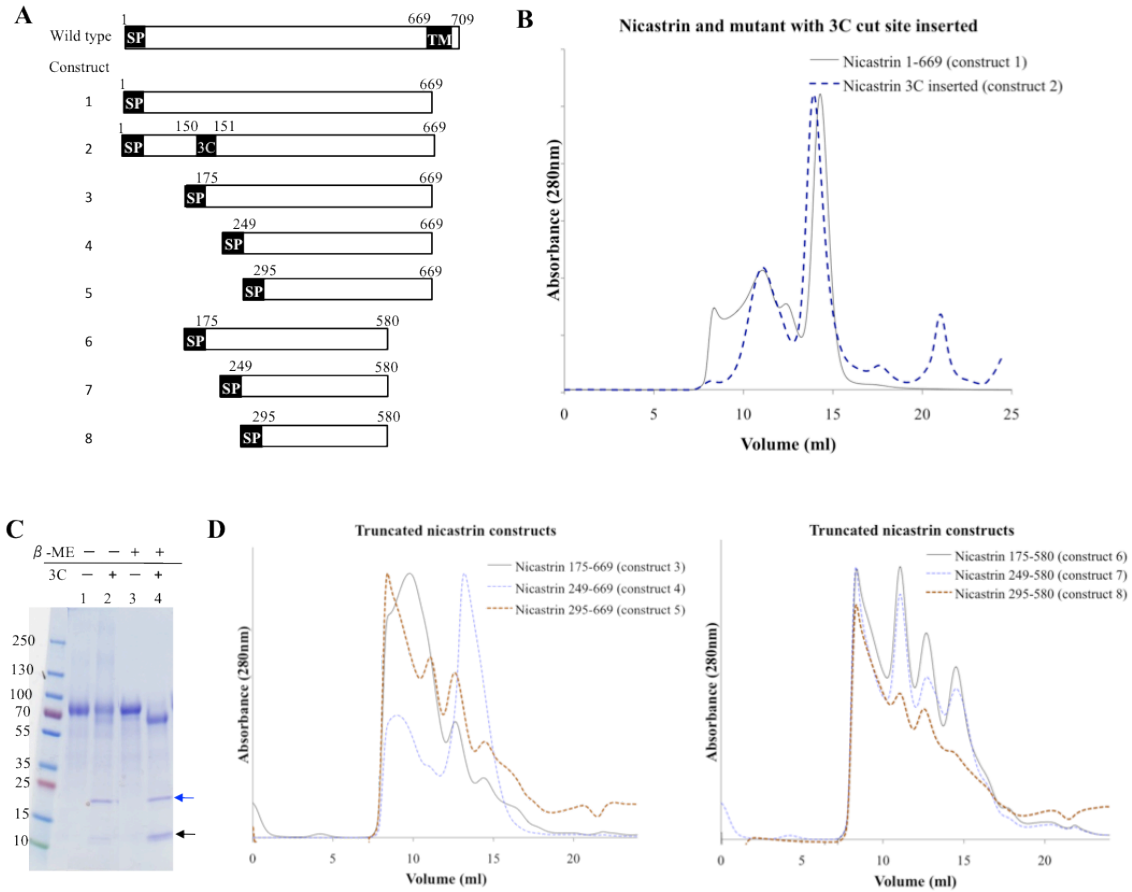 A
1 669 709
Wild type SP TM
Construct
1 669
1 SP
1 150 151 669
2 SP 3C
175 669
3 SP
249 669
4 SP
295 669
5 SP
175 580
6 SP
249 580
7 SP
295 580
8 SP
B
Nicastrin and mutant with 3C cut site inserted
Nicastrin 1-669 (construct 1)
Nicastrin 3C inserted (construct 2)
Absorbance (280nm)
0 5 10 15 20 25
Volume (ml)
C
β-ME − − + +
3C − + − +
1 2 3 4
250
130
100
70
55
35
25
15
10
D
Truncated nicastrin constructs
Nicastrin 175-669 (construct 3)
Nicastrin 249-669 (construct 4)
Nicastrin 295-669 (construct 5)
Absorbance (280nm)
0 5 10 15 20
Volume (ml)
Truncated nicastrin constructs
Nicastrin 175-580 (construct 6)
Nicastrin 249-580 (construct 7)
Nicastrin 295-580 (construct 8)
Absorbance (280nm)
0 5 10 15 20
Volume (ml)